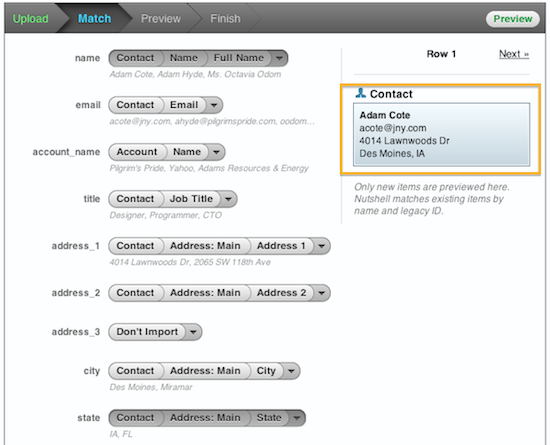 Upload Match Preview Finish Preview
name Contact Name Full Name
Adam Cote, Adam Hyde, Ms. Octavia Odom
email Contact Email
acote@jny.com, ahyde@pilgrimspride.com, oodom…
account_name Account Name
Pilgrim's Pride, Yahoo, Adams Resources & Energy
title Contact Job Title
Designer, Programmer, CTO
address_1 Contact Address: Main Address 1
4014 Lawnwoods Dr, 2065 SW 118th Ave
address_2 Contact Address: Main Address 2
address_3 Don't Import
city Contact Address: Main City
Des Moines, Miramar
state Contact Address: Main State
IA, FL
Row 1 Next »
Contact
Adam Cote
acote@jny.com
4014 Lawnwoods Dr
Des Moines, IA
Only new items are previewed here.
Nutshell matches existing items by
name and legacy ID.